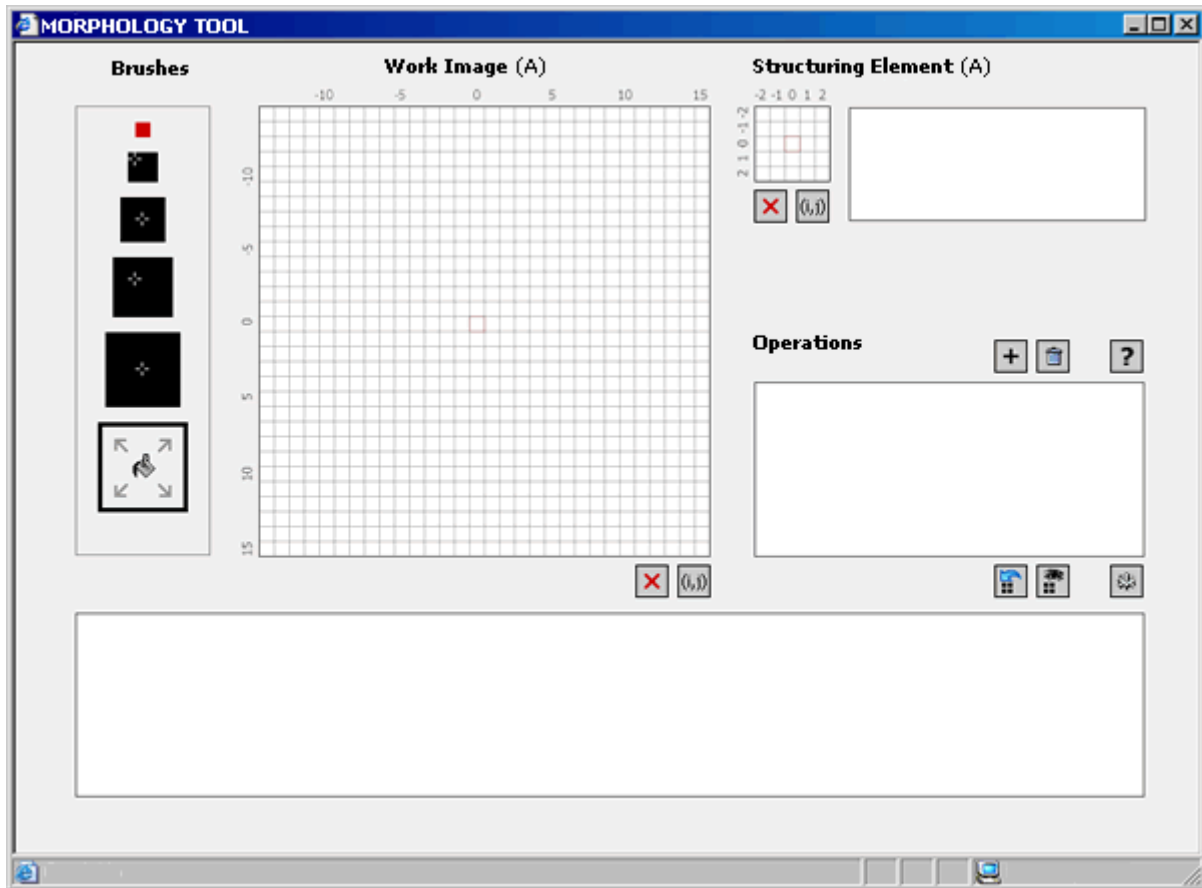 MORPHOLOGY TOOL
Brushes
Work Image (A)
Structuring Element (A)
-10 -5 0 5 10 15
-2 -1 0 1 2
-10
-5
0
5
10
15
-2 -1 0 1 2
(i,j)
Operations
+ ?
(i,j)